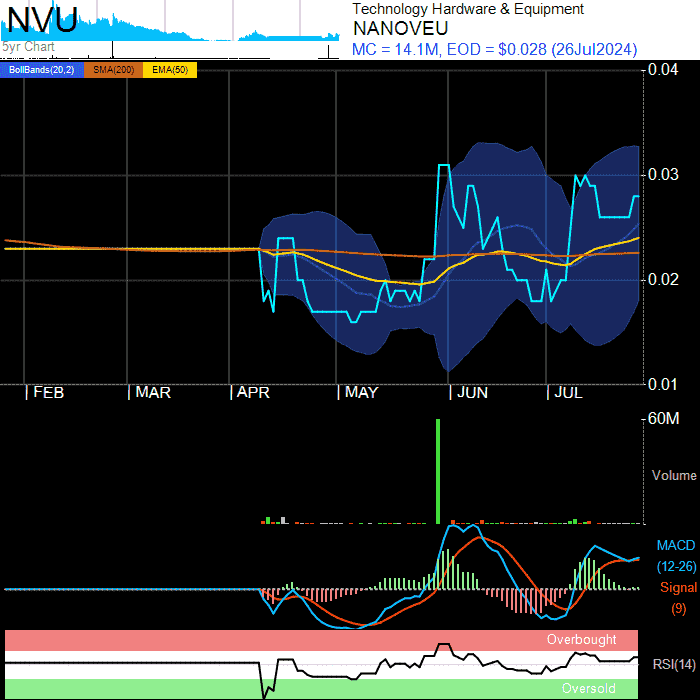 NVU
5yr Chart
Technology Hardware & Equipment
NANOVEU
MC = 14.1M, EOD = $0.028 (26Jul2024)
BollBands(20,2) SMA(200) EMA(50)
0.04
0.03
0.02
0.01
FEB MAR APR MAY JUN JUL
60M
Volume
MACD
(12-26)
Signal
(9)
Overbought
RSI(14)
Oversold